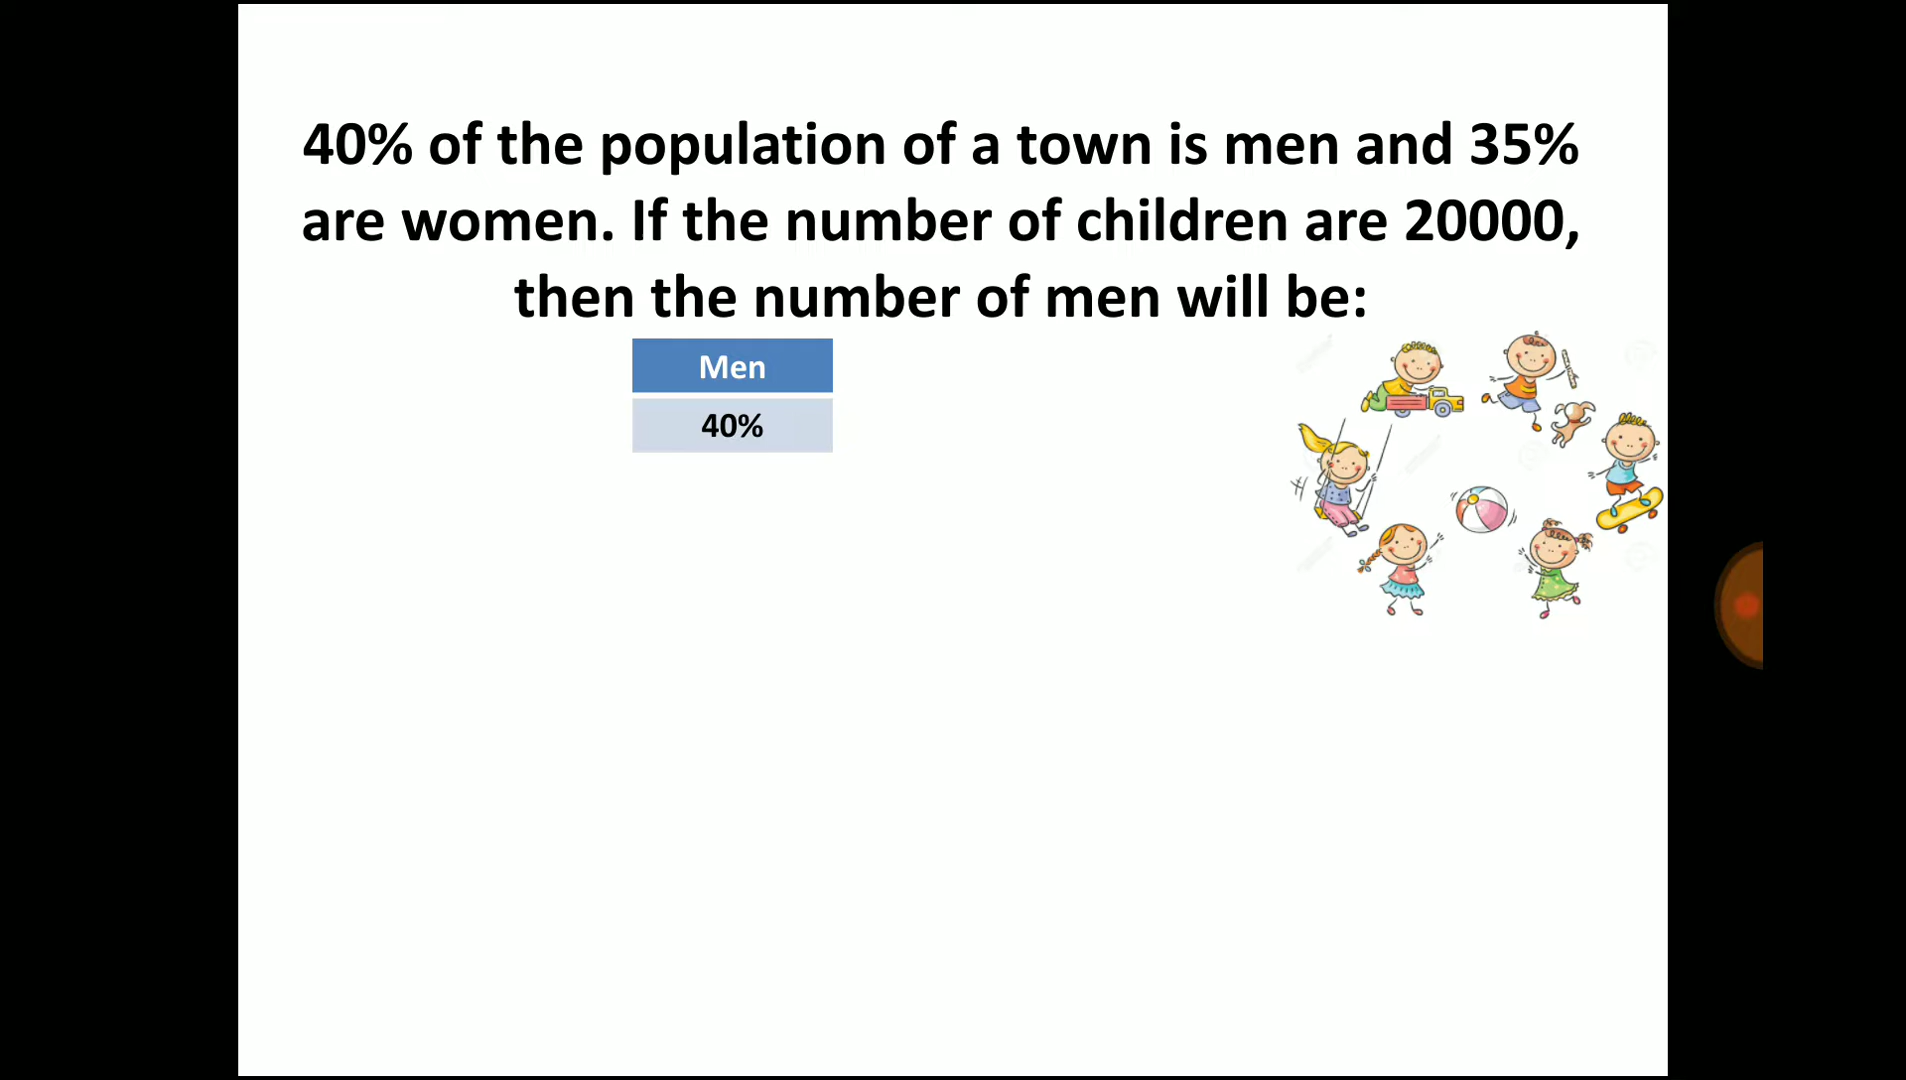 40% of the population of a town is men and 35%
are women. If the number of children are 20000,
then the number of men will be:
Men
40%